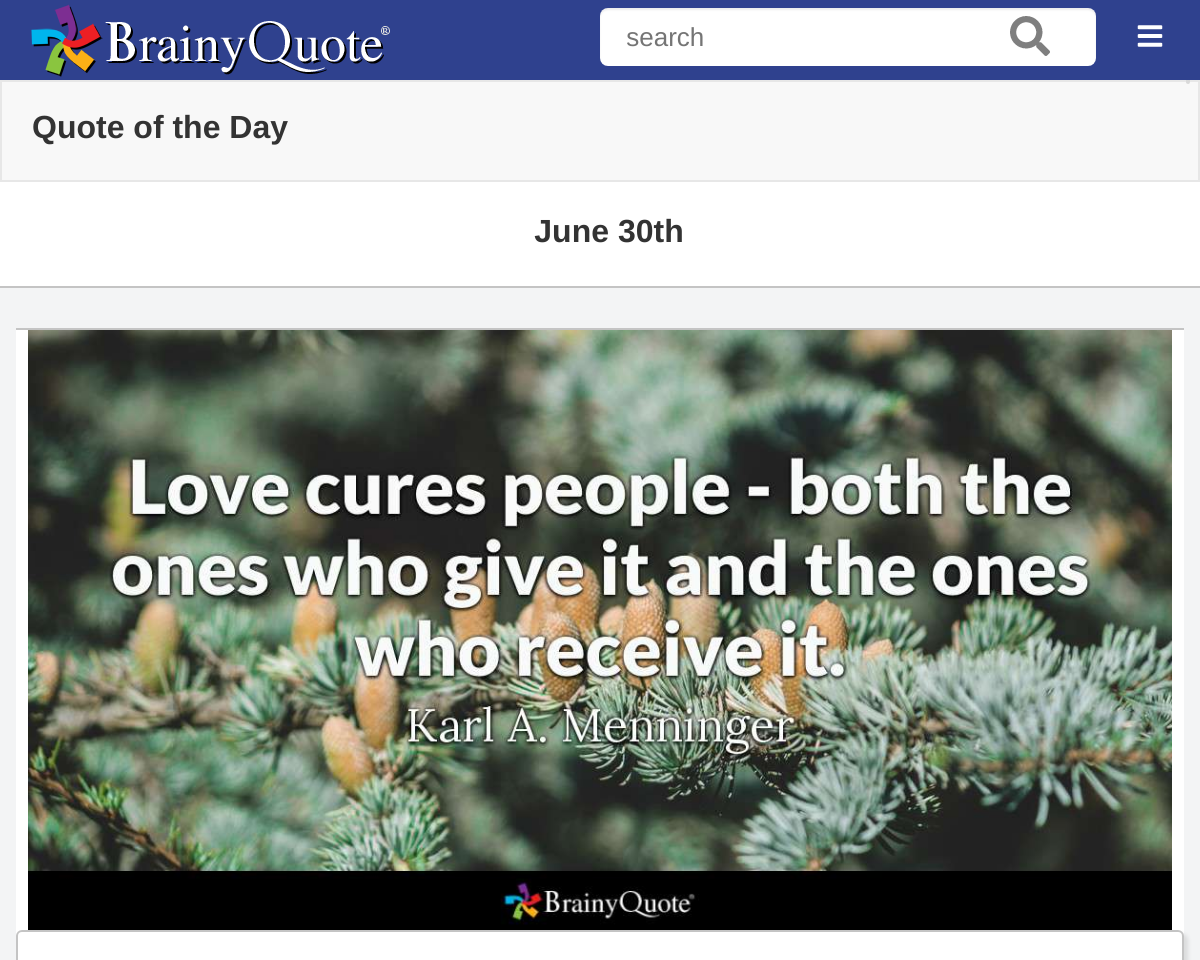 BrainyQuote®
search
Quote of the Day
June 30th
Love cures people - both the
ones who give it and the ones
who receive it.
Karl A. Menninger
BrainyQuote®